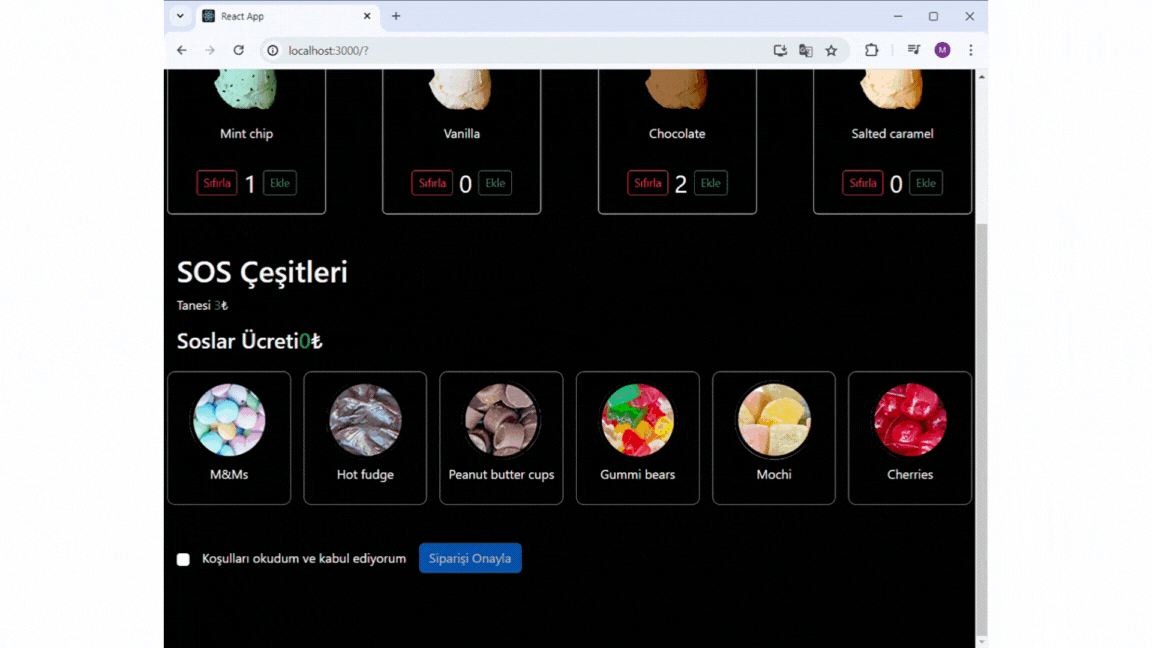 React App
localhost:3000/?
M
Mint chip Vanilla Chocolate Salted caramel
Sıfırla 1 Ekle Sıfırla 0 Ekle Sıfırla 2 Ekle Sıfırla 0 Ekle
SOS Çeşitleri
Tanesi 3₺
Soslar Ücreti0₺
M&Ms Hot fudge Peanut butter cups Gummi bears Mochi Cherries
Koşulları okudum ve kabul ediyorum Siparişi Onayla